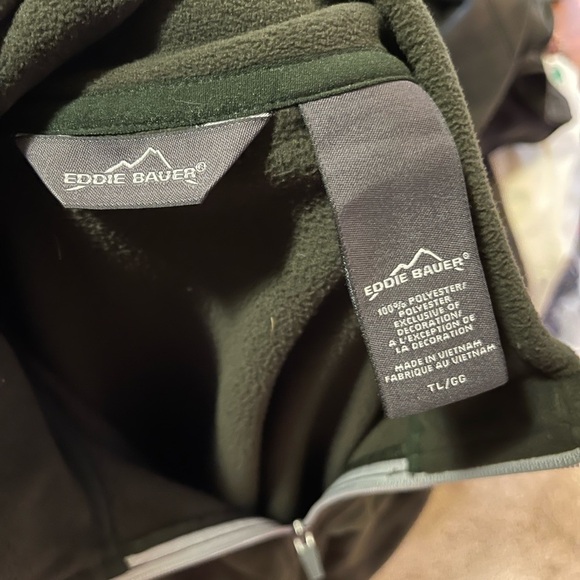 EDDIE BAUER®
EDDIE BAUER®
100% POLYESTER/
POLYESTER
EXCLUSIVE OF
DECORATION/
A L'EXCEPTION DE
LA DECORATION
MADE IN VIETNAM
FABRIQUE AU VIETNAM
TL/GG